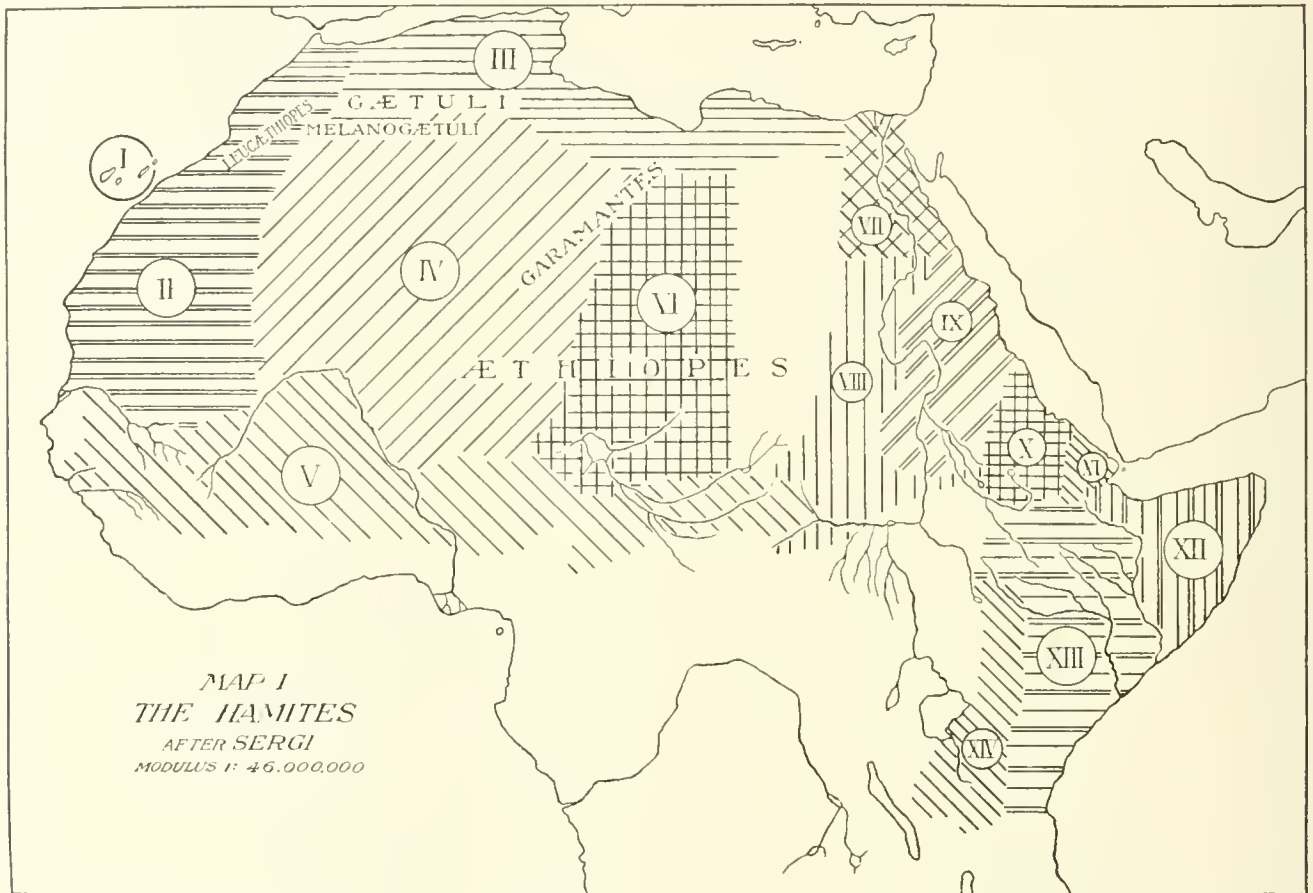 III
GÆTULI
LEUCÆTHIOPES
MELANOGÆTULI
I
GARAMANTES
VII
IV
II
VI
IX
ÆTHIOPES
VIII
X
XI
V
XII
XIII
MAP I
THE HAMITES
AFTER SERGI
MODULUS 1: 46.000.000
XIV